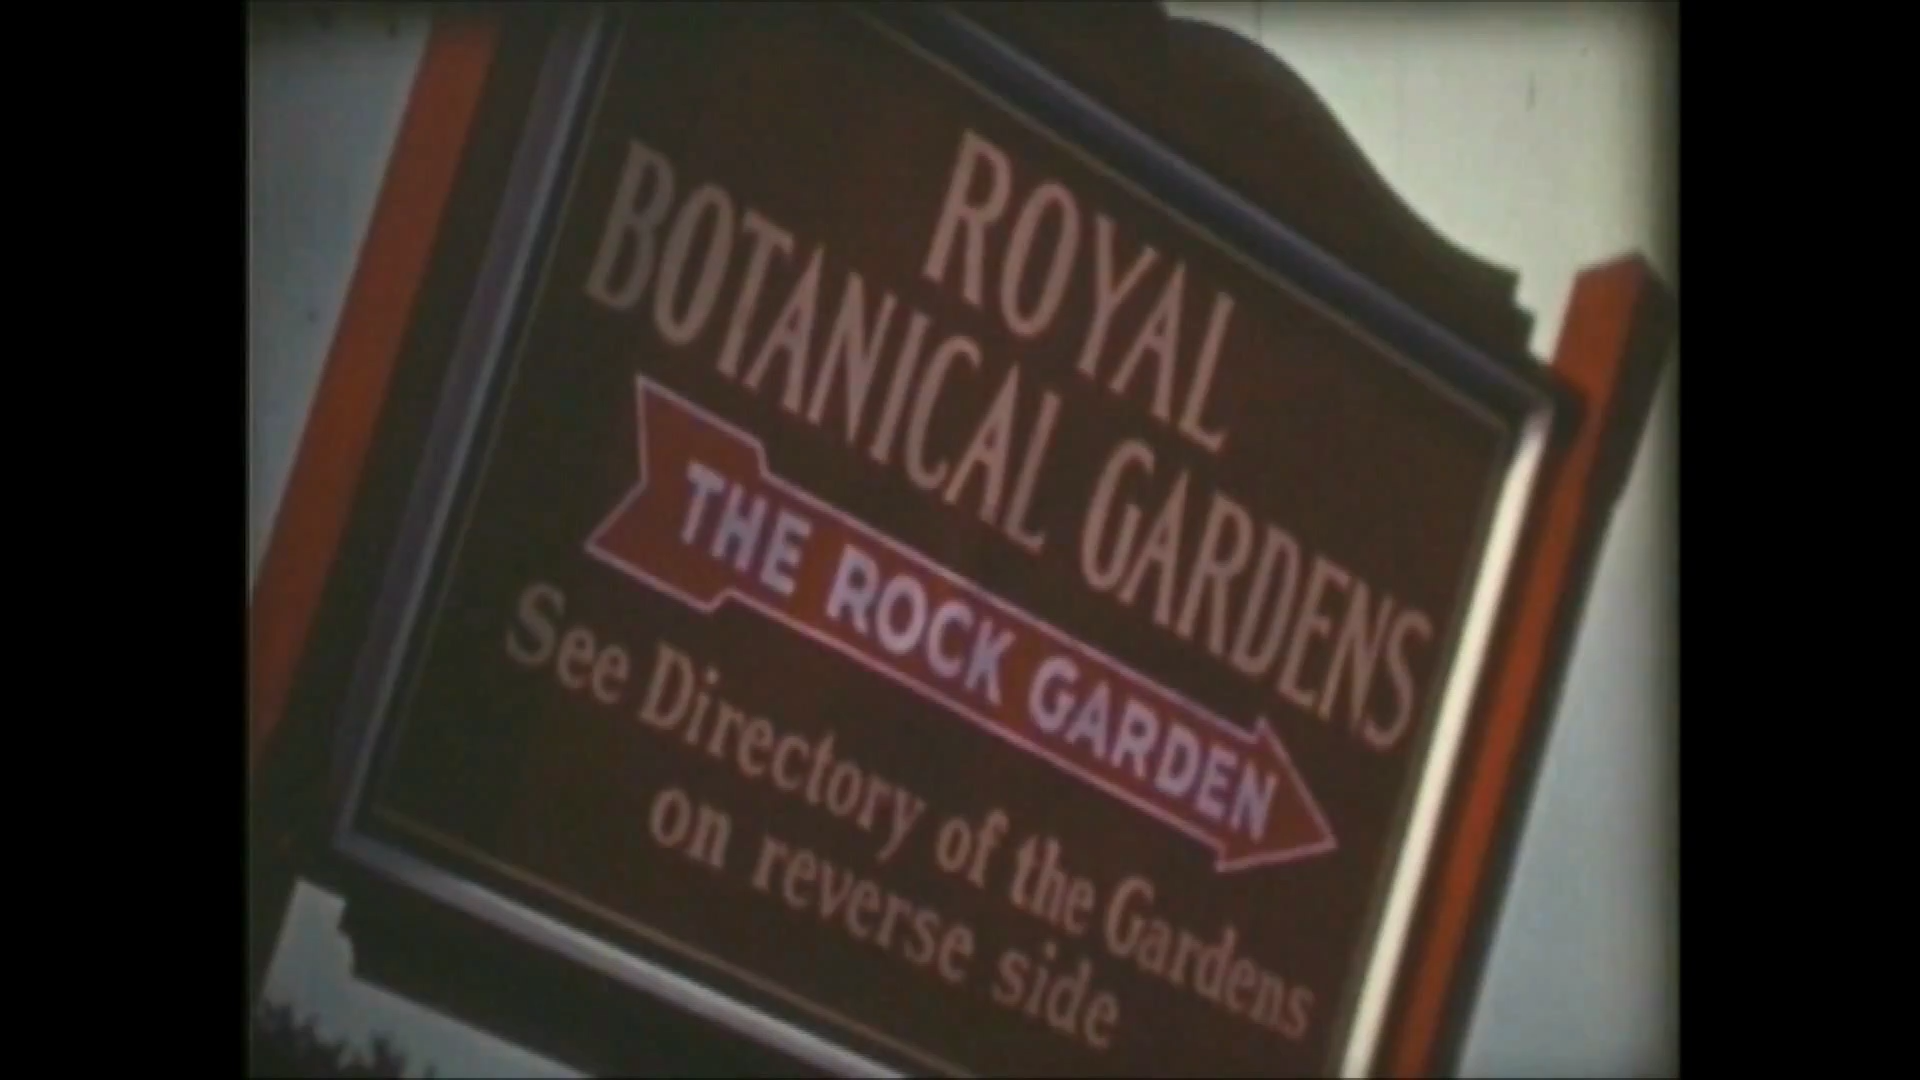 ROYAL
BOTANICAL GARDENS
THE ROCK GARDEN
See Directory of the Gardens
on reverse side